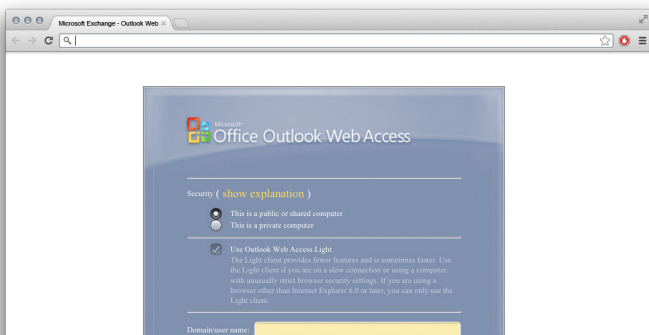 Microsoft Exchange - Outlook Web
Microsoft®
Office Outlook Web Access
Security ( show explanation )
This is a public or shared computer
This is a private computer
Use Outlook Web Access Light
The Light client provides fewer features and is sometimes faster. Use
the Light client if you are on a slow connection or using a computer
with unusually strict browser security settings. If you are using a
browser other than Internet Explorer 6.0 or later, you can only use the
Light client.
Domain\user name: